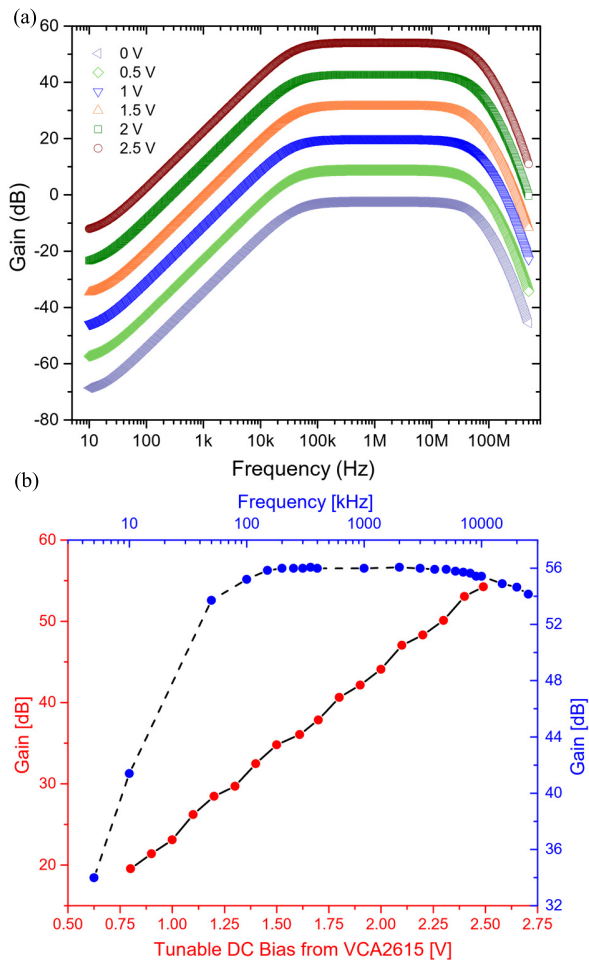 (a)
60
40
20
0
-20
-40
-60
-80
Gain (dB)
0 V
0.5 V
1 V
1.5 V
2 V
2.5 V
10 100 1k 10k 100k 1M 10M 100M
Frequency (Hz)
(b)
Frequency [kHz]
10 100 1000 10000
60
50
40
30
20
Gain [dB]
56
52
48
44
40
36
32
Gain [dB]
0.50 0.75 1.00 1.25 1.50 1.75 2.00 2.25 2.50 2.75
Tunable DC Bias from VCA2615 [V]